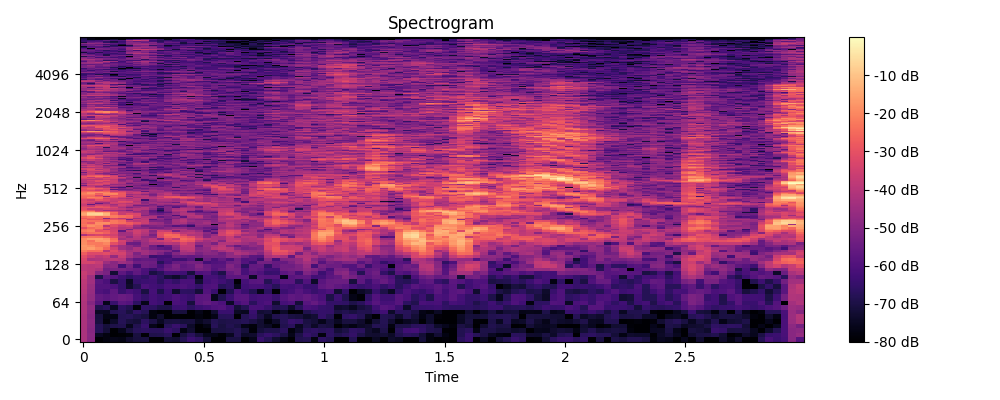 Spectrogram
4096
2048
1024
512
256
128
64
0
Hz
0
0.5
1
1.5
2
2.5
Time
-10 dB
-20 dB
-30 dB
-40 dB
-50 dB
-60 dB
-70 dB
-80 dB